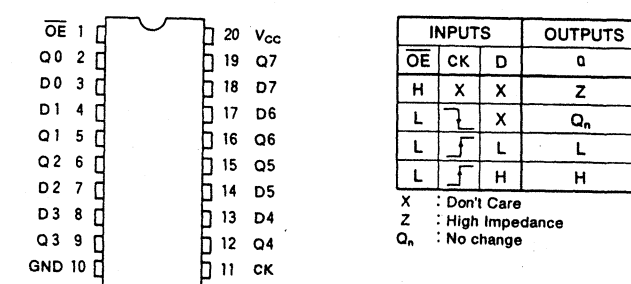 OE 1
Q0 2
D0 3
D1 4
Q1 5
Q2 6
D2 7
D3 8
Q3 9
GND 10
20 VCC
19 Q7
18 D7
17 D6
16 Q6
15 Q5
14 D5
13 D4
12 Q4
11 CK
INPUTS OUTPUTS
OE CK D Q
H X X Z
L X Qn
L L L
L H H
X : Don't Care
Z : High Impedance
Qn : No change